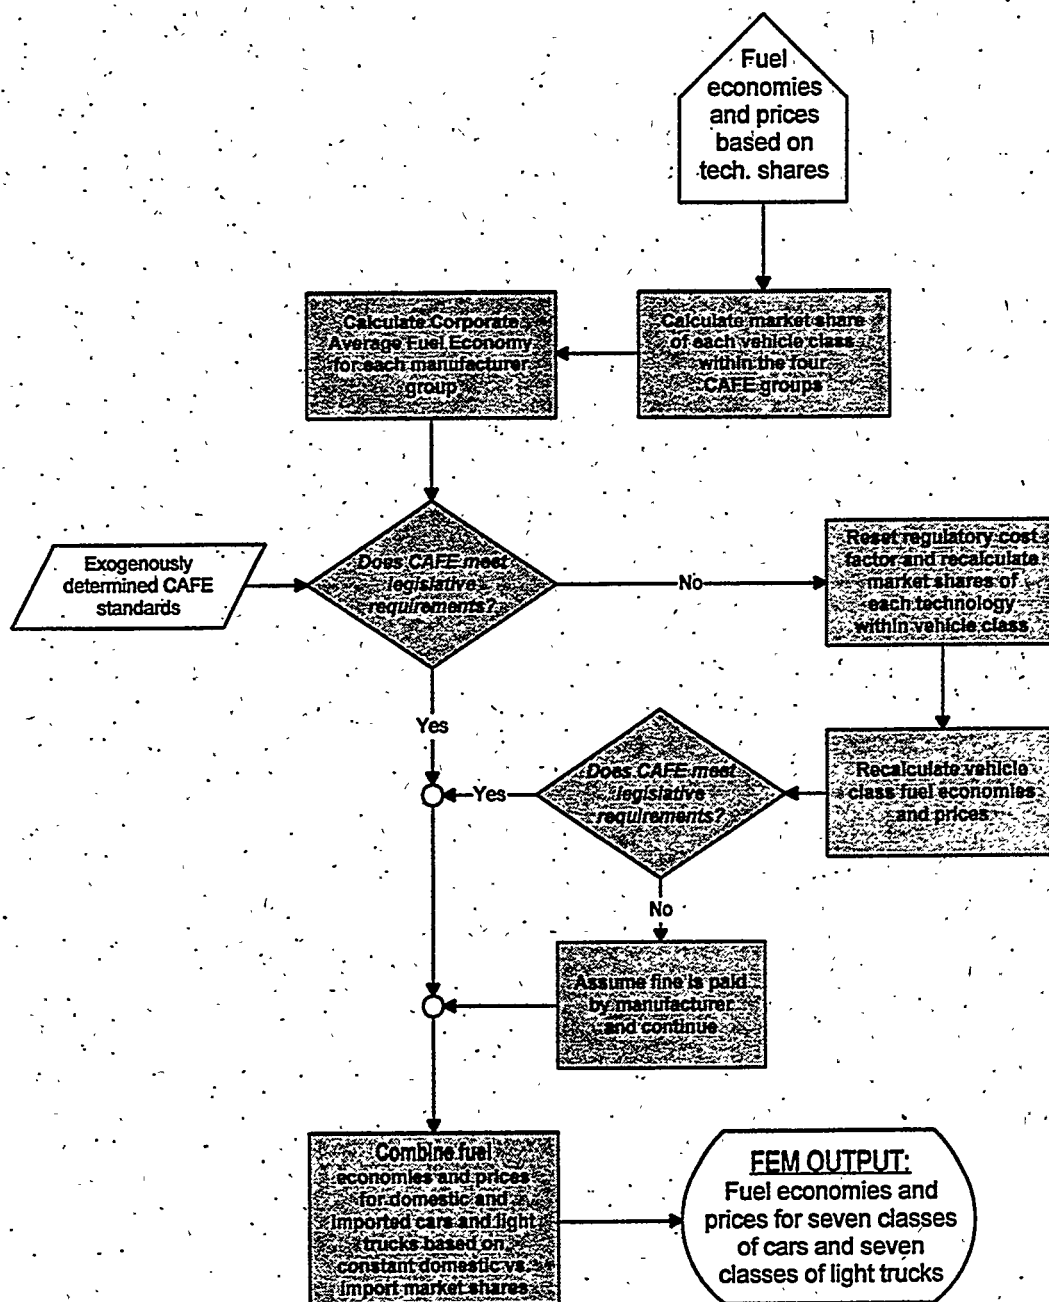 Fuel
economies
and prices
based on
tech. shares
Calculate market share
of each vehicle class
within the four
CAFE groups
Calculate Corporate
Average Fuel Economy
for each manufacturer
group
Exogenously
determined CAFE
standards
Does CAFE meet
legislative
requirements?
No
Reset regulatory cost
factor and recalculate
market shares of
each technology
within vehicle class
Yes
Recalculate vehicle
class fuel economies
and prices
Does CAFE meet
legislative
requirements?
Yes
No
Assume fine is paid
by manufacturer
and continue
Combine fuel
economies and prices
for domestic and
imported cars and light
trucks based on
constant domestic vs.
import market shares
FEM OUTPUT:
Fuel economies and
prices for seven classes
of cars and seven
classes of light trucks